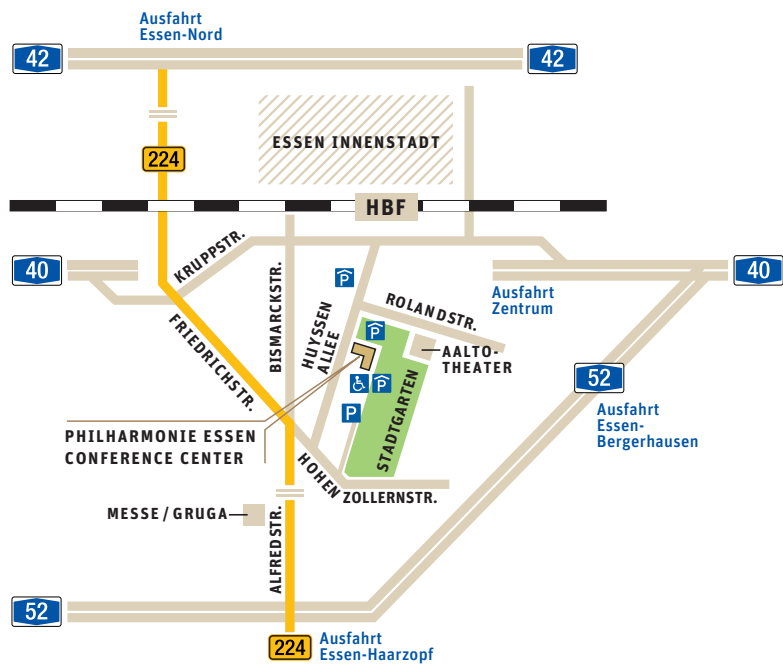 Ausfahrt
Essen-Nord
42
42
ESSEN INNENSTADT
224
HBF
KRUPPSTR.
40
40
BISMARCKSTR.
HUYSSEN
ALLEE
P
ROLANDSTR.
Ausfahrt
Zentrum
FRIEDRICHSTR.
P
AALTO-
THEATER
52
P
P
STADTGARTEN
Ausfahrt
Essen-
Bergerhausen
PHILHARMONIE ESSEN
CONFERENCE CENTER
HOHEN
ZOLLERNSTR.
MESSE/GRUGA
ALFREDSTR.
52
224
Ausfahrt
Essen-Haarzopf